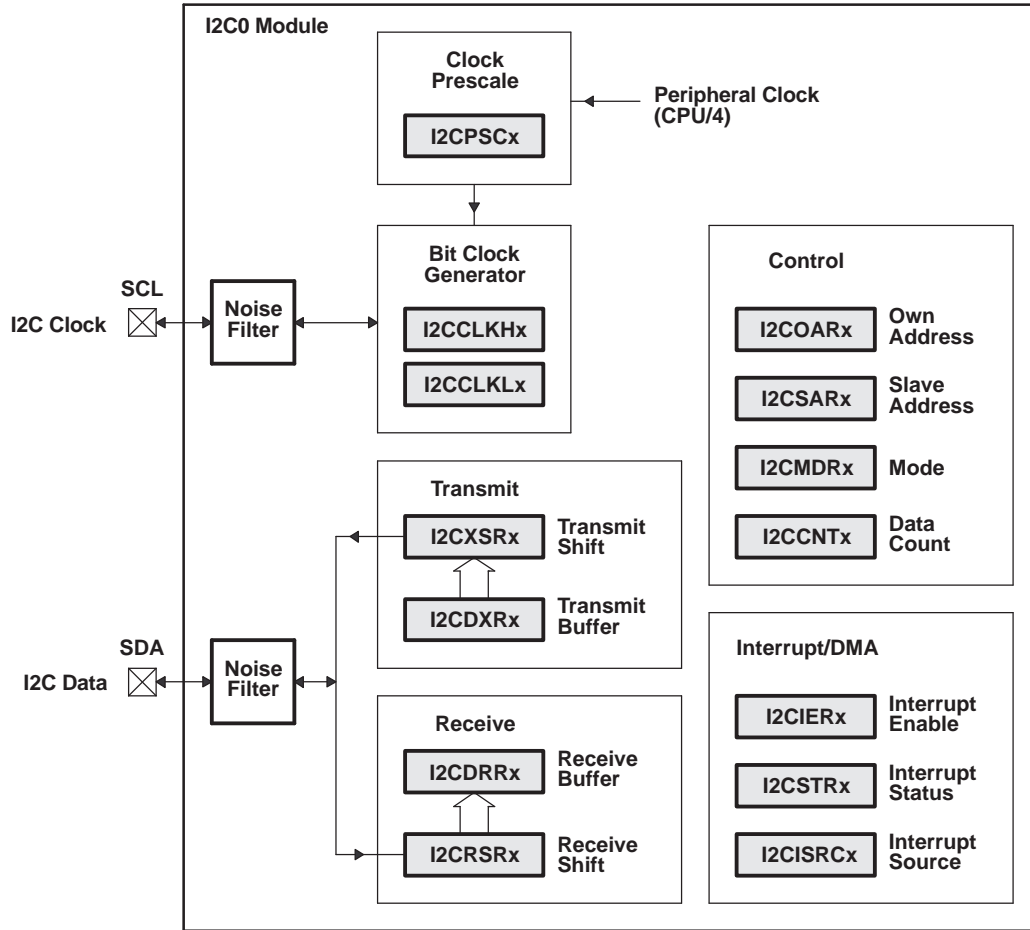 I2C0 Module
Clock
Prescale
I2CPSCx
Peripheral Clock
(CPU/4)
Bit Clock
Generator
I2CCLKHx
I2CCLKLx
SCL
I2C Clock
Noise
Filter
Control
I2COARx
Own
Address
I2CSARx
Slave
Address
I2CMDRx
Mode
I2CCNTx
Data
Count
Transmit
I2CXSRx
Transmit
Shift
I2CDXRx
Transmit
Buffer
SDA
I2C Data
Noise
Filter
Receive
I2CDRRx
Receive
Buffer
I2CRSRx
Receive
Shift
Interrupt/DMA
I2CIERx
Interrupt
Enable
I2CSTRx
Interrupt
Status
I2CISRCx
Interrupt
Source